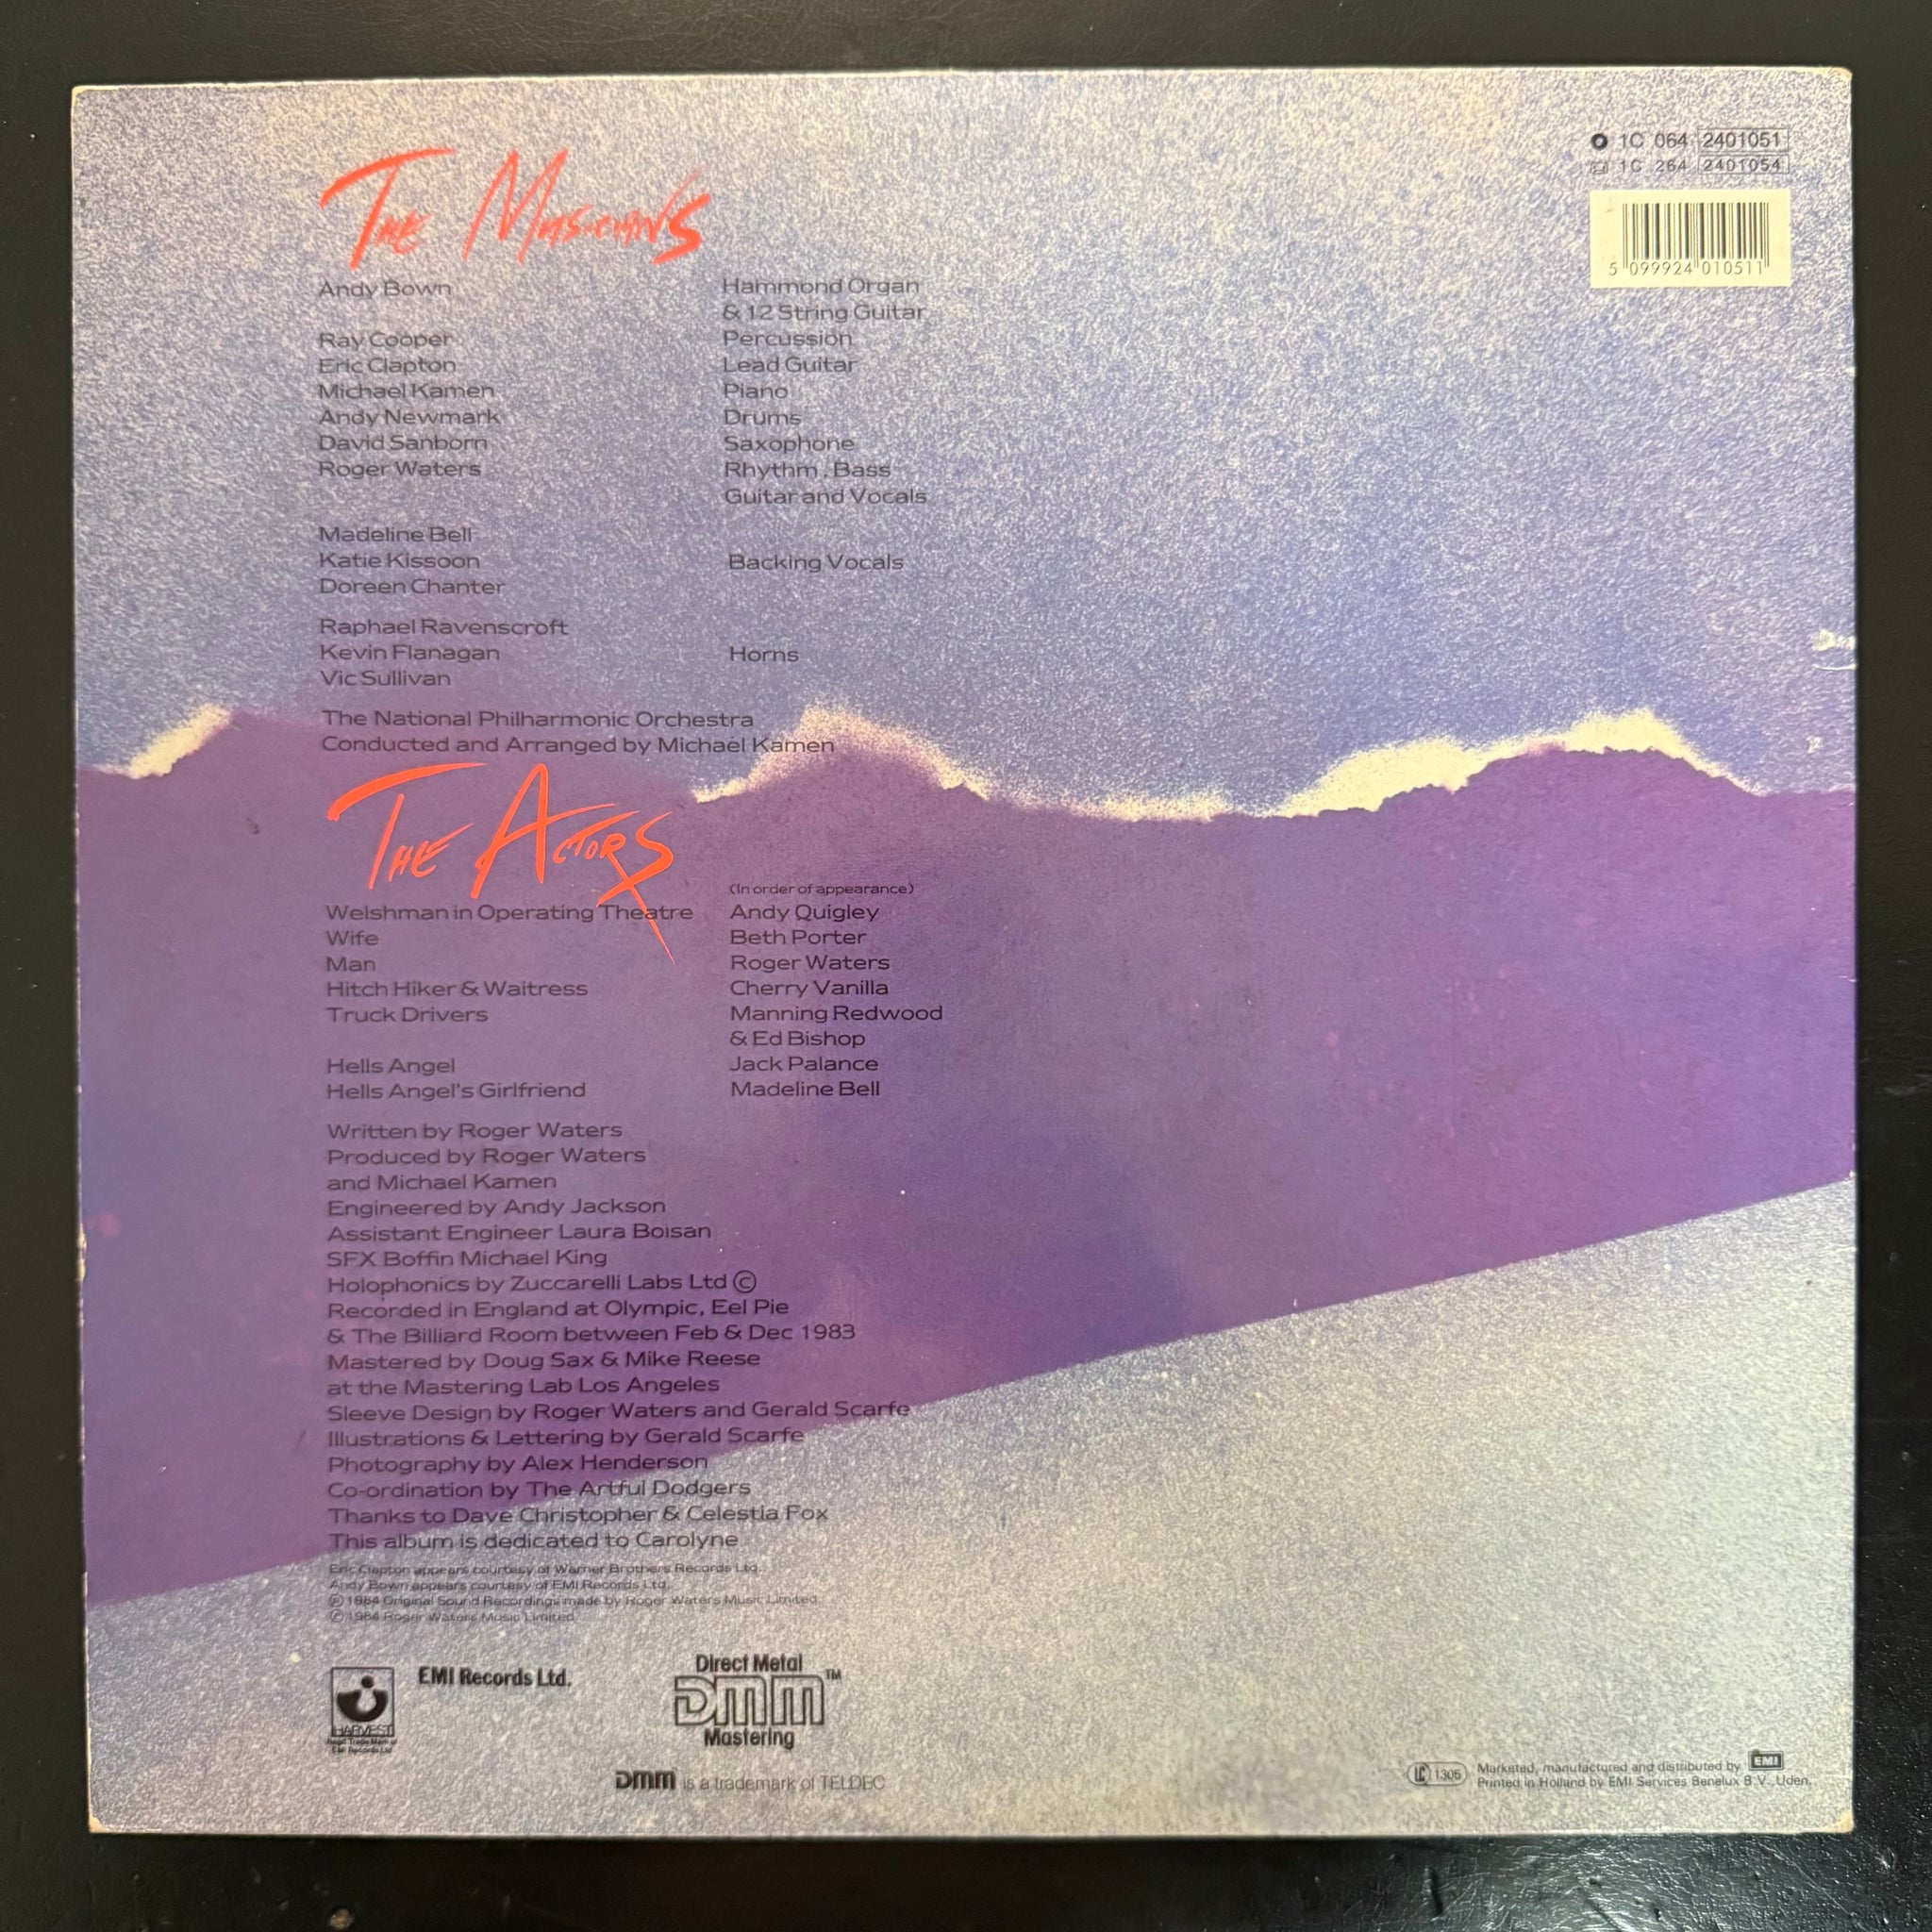 The Musicians
1C 064 2401051
1C 264 2401054
5 099924 010511
Andy Bown Hammond Organ
& 12 String Guitar
Ray Cooper Percussion
Eric Clapton Lead Guitar
Michael Kamen Piano
Andy Newmark Drums
David Sanborn Saxophone
Roger Waters Rhythm, Bass
Guitar and Vocals
Madeline Bell
Katie Kissoon Backing Vocals
Doreen Chanter
Raphael Ravenscroft
Kevin Flanagan Horns
Vic Sullivan
The National Philharmonic Orchestra
Conducted and Arranged by Michael Kamen
The Actors
(In order of appearance)
Welshman in Operating Theatre Andy Quigley
Wife Beth Porter
Man Roger Waters
Hitch Hiker & Waitress Cherry Vanilla
Truck Drivers Manning Redwood
& Ed Bishop
Hells Angel Jack Palance
Hells Angel's Girlfriend Madeline Bell
Written by Roger Waters
Produced by Roger Waters
and Michael Kamen
Engineered by Andy Jackson
Assistant Engineer Laura Boisan
SFX Boffin Michael King
Holophonics by Zuccarelli Labs Ltd ©
Recorded in England at Olympic, Eel Pie
& The Billiard Room between Feb & Dec 1983
Mastered by Doug Sax & Mike Reese
at the Mastering Lab Los Angeles
Sleeve Design by Roger Waters and Gerald Scarfe
Illustrations & Lettering by Gerald Scarfe
Photography by Alex Henderson
Co-ordination by The Artful Dodgers
Thanks to Dave Christopher & Celestia Fox
This album is dedicated to Carolyne
Eric Clapton appears courtesy of Warner Brothers Records Ltd.
Andy Bown appears courtesy of EMI Records Ltd.
℗ 1984 Original Sound Recordings made by Roger Waters Music Limited.
© 1984 Roger Waters Music Limited.
HARVEST
Regd Trade Mark of
EMI Records Ltd
EMI Records Ltd.
Direct Metal
DMM™
Mastering
DMM is a trademark of TELDEC
LC 1305
Marketed, manufactured and distributed by EMI
Printed in Holland by EMI Services Benelux B.V., Uden.